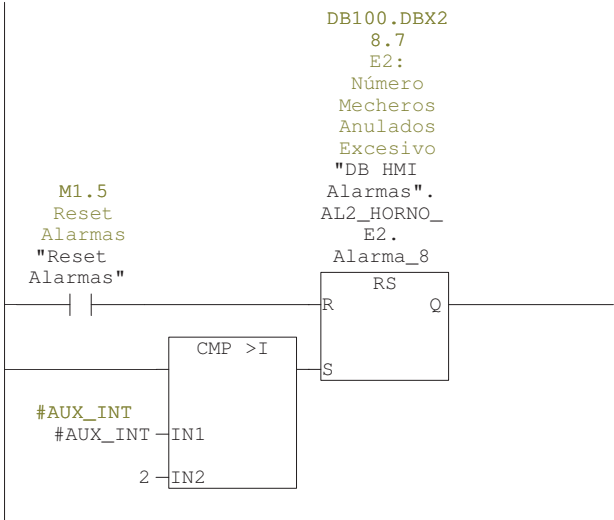 DB100.DBX2
8.7
E2:
Número
Mecheros
Anulados
Excesivo
"DB HMI
Alarmas".
AL2_HORNO_
E2.
Alarma_8
M1.5
Reset
Alarmas
"Reset
Alarmas"
RS
R
Q
CMP >I
S
#AUX_INT
#AUX_INT
IN1
2
IN2